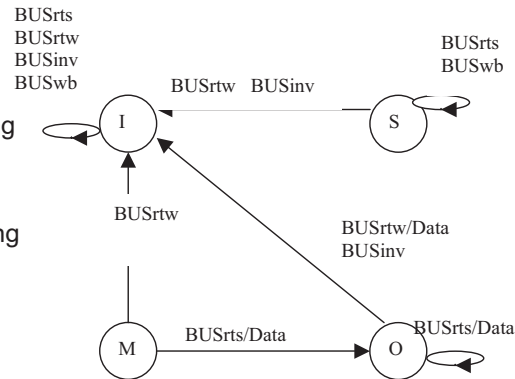 BUSrts
BUSrtw
BUSinv
BUSwb
BUSrts
BUSwb
BUSrtw BUSinv
I
S
BUSrtw
BUSrtw/Data
BUSinv
BUSrts/Data
M
O
BUSrts/Data